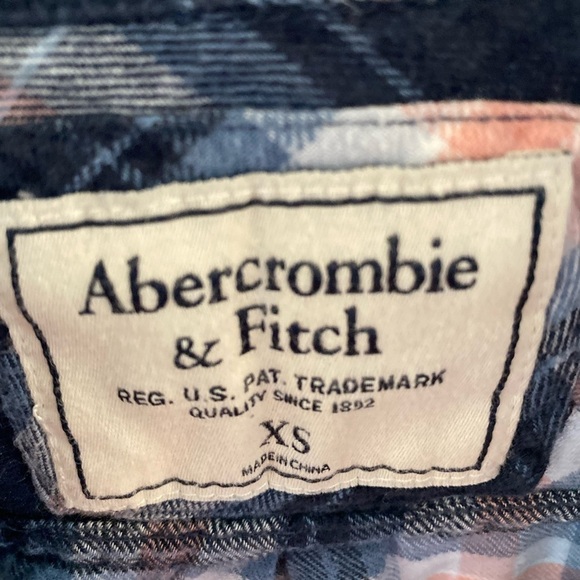 Abercrombie
& Fitch
REG. U.S. PAT. TRADEMARK
QUALITY SINCE 1892
XS
MADE IN CHINA